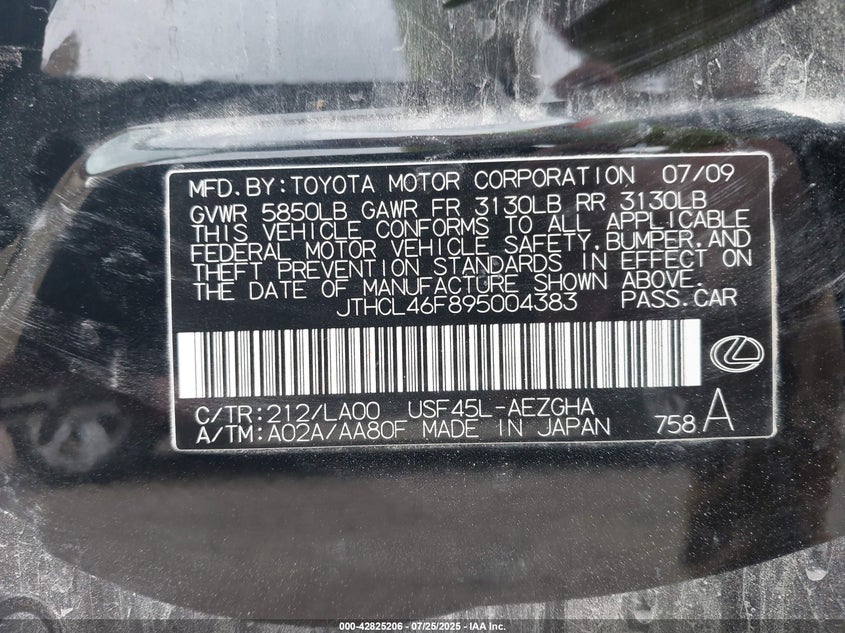 MFD.BY:TOYOTA MOTOR CORPORATION 07/09
GVWR 5850LB GAWR FR 3130LB RR 3130LB
THIS VEHICLE CONFORMS TO ALL APPLICABLE
FEDERAL MOTOR VEHICLE SAFETY,BUMPER,AND
THEFT PREVENTION STANDARDS IN EFFECT ON
THE DATE OF MANUFACTURE SHOWN ABOVE.
JTHCL46F895004383 PASS.CAR
C/TR:212/LA00 USF45L-AEZGHA
A/TM:A02A/AA80F MADE IN JAPAN 758 A
000-42825206 - 07/25/2025 - IAA Inc.